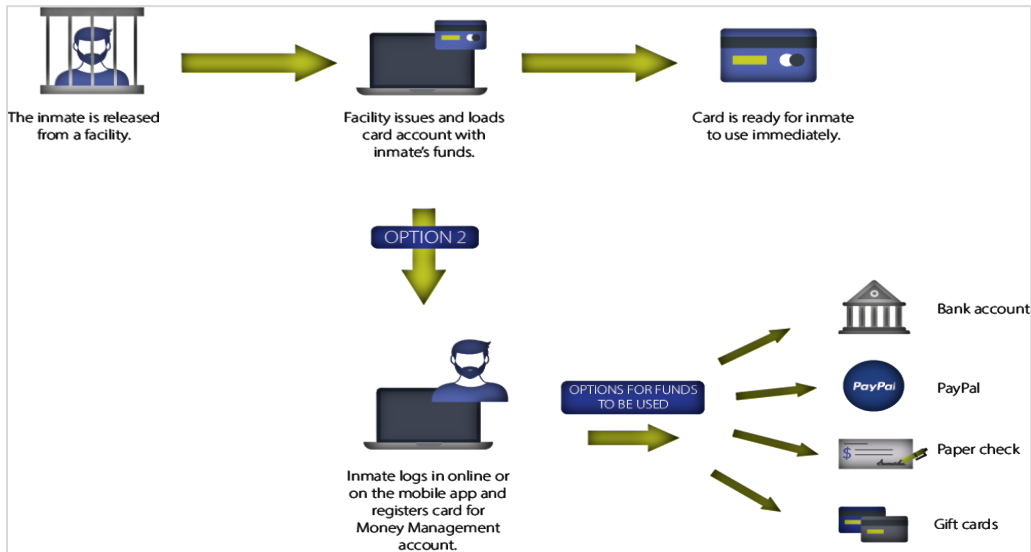 The inmate is released
from a facility.
Facility issues and loads
card account with
inmate's funds.
Card is ready for inmate
to use immediately.
OPTION 2
Inmate logs in online or
on the mobile app and
registers card for
Money Management
account.
OPTIONS FOR FUNDS
TO BE USED
Bank account
PayPal
PayPal
$
Paper check
Gift cards